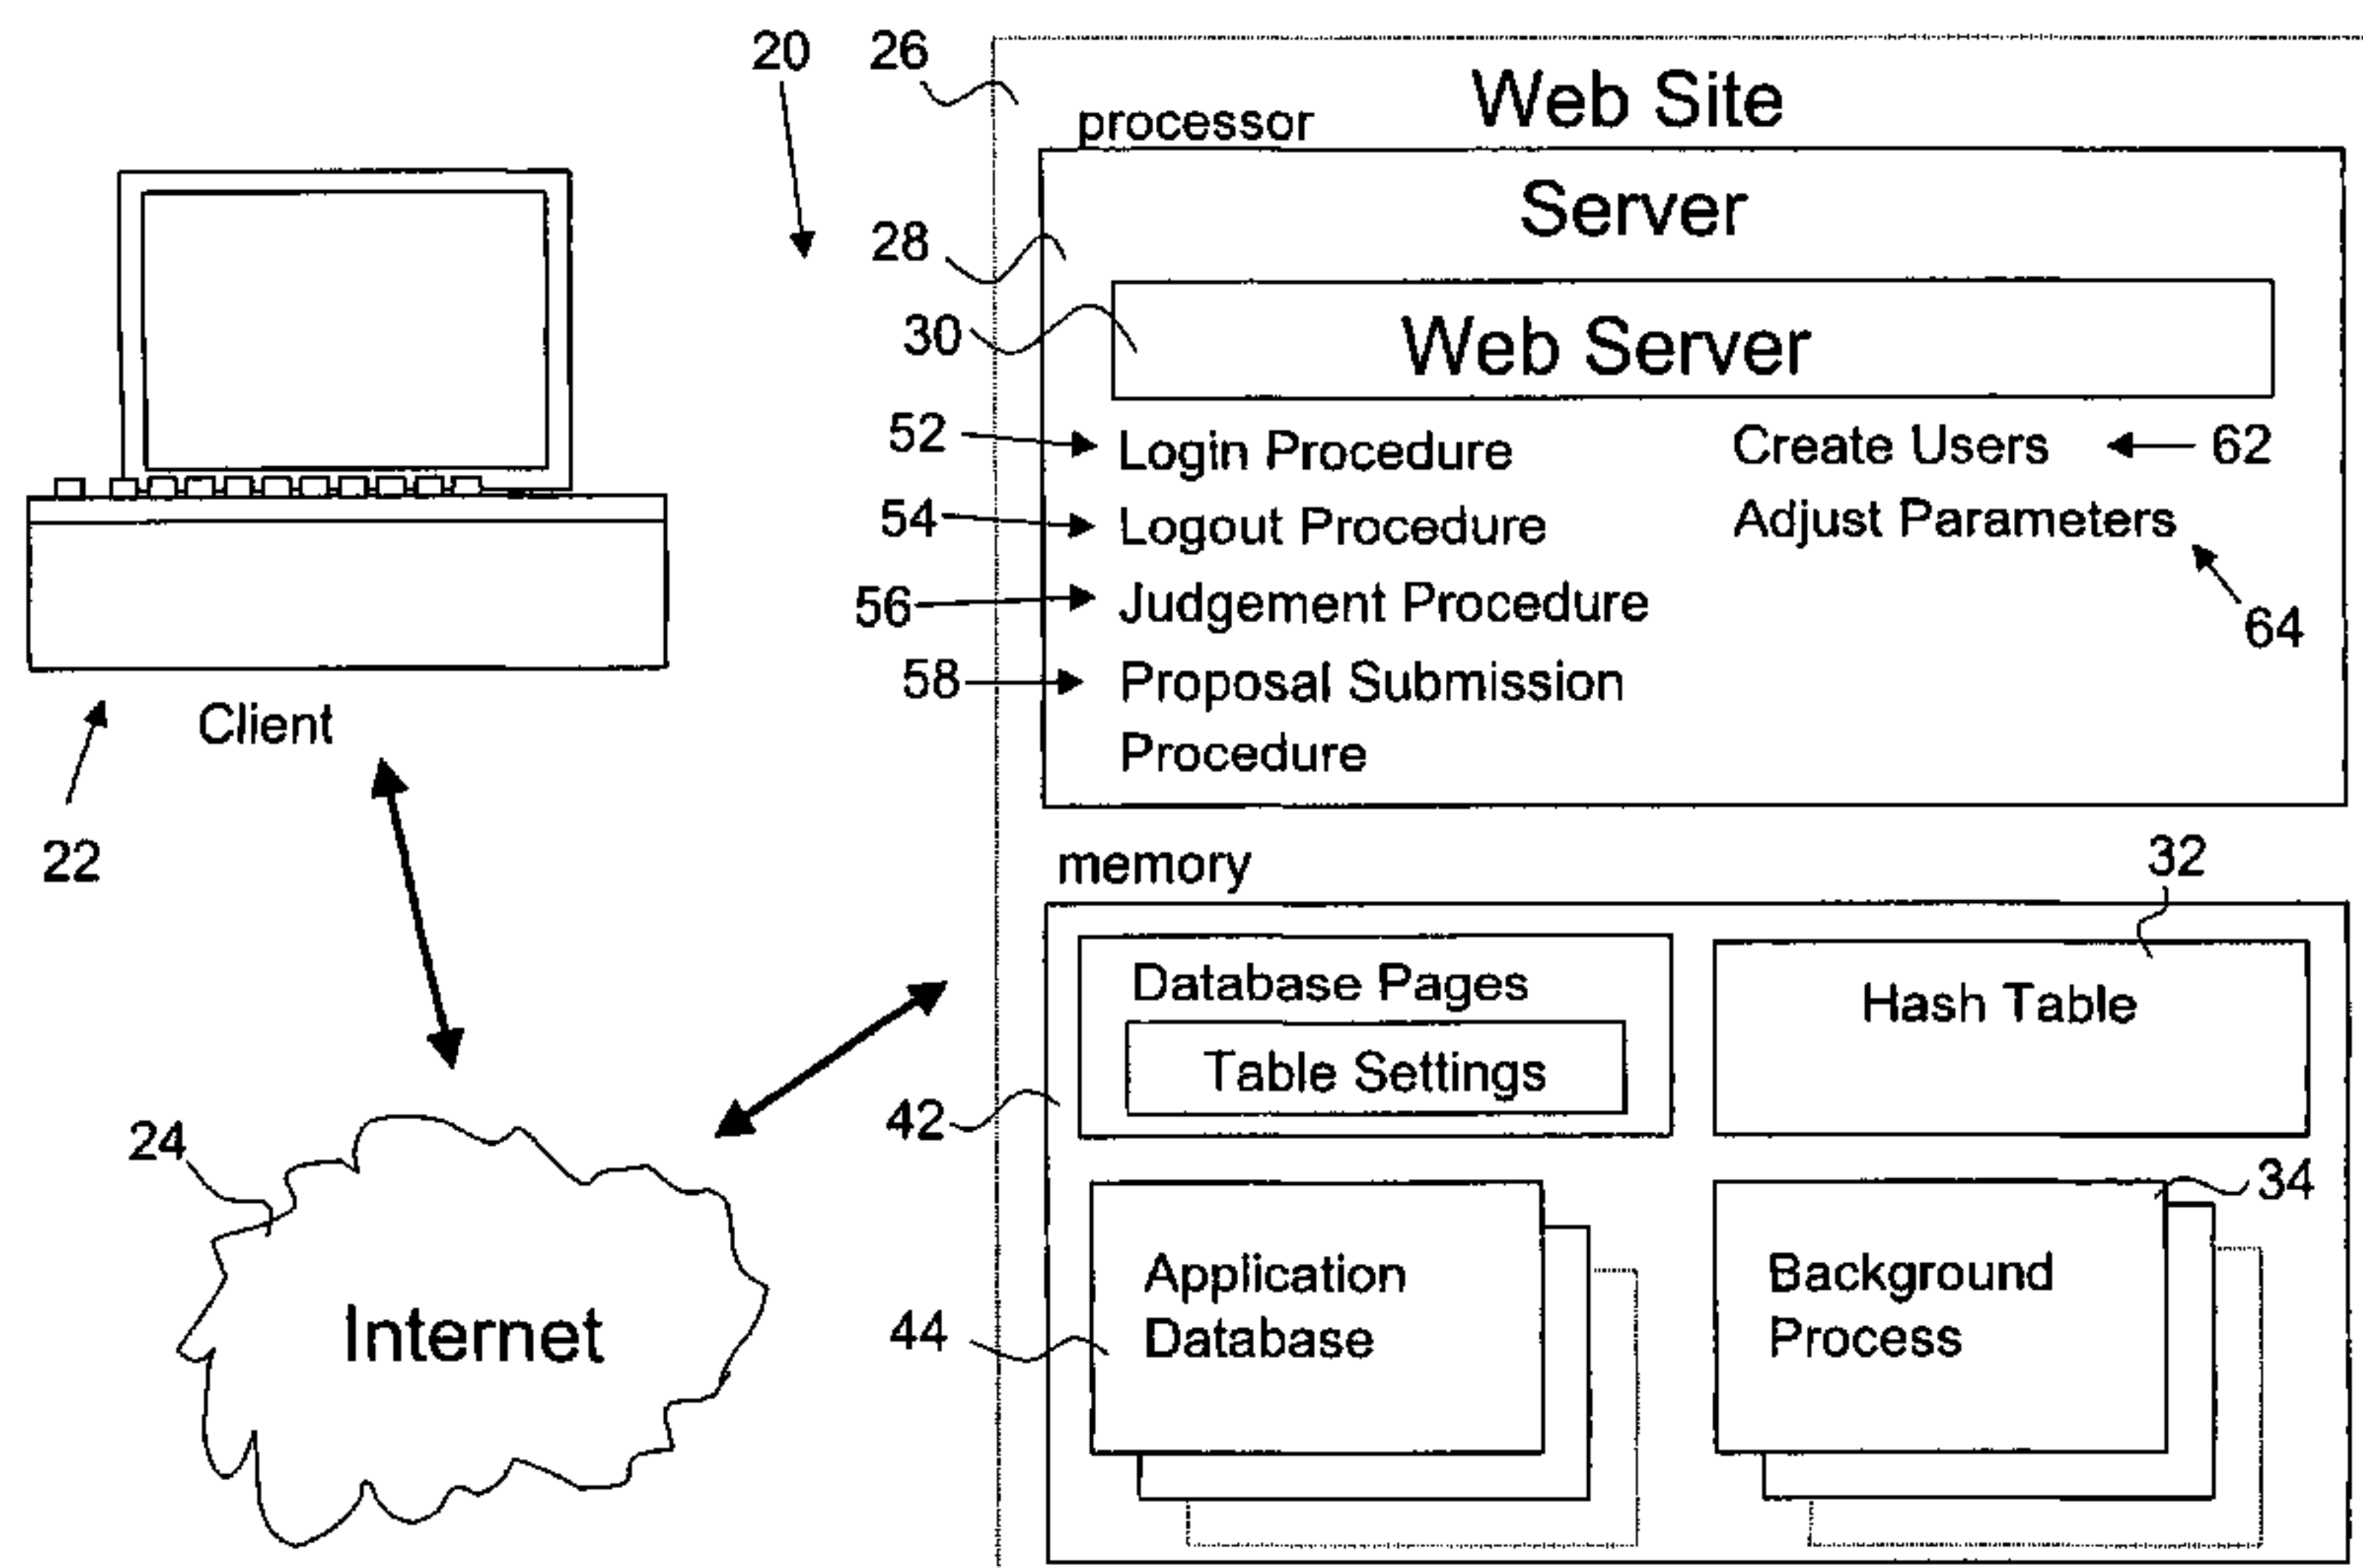 20
26
Web Site
processor
Server
28
30
Web Server
52
Login Procedure
Create Users
62
54
Logout Procedure
Adjust Parameters
56
Judgement Procedure
64
58
Proposal Submission
Procedure
Client
22
memory
32
Database Pages
Hash Table
Table Settings
42
24
34
Application
Database
Background
Process
44
Internet